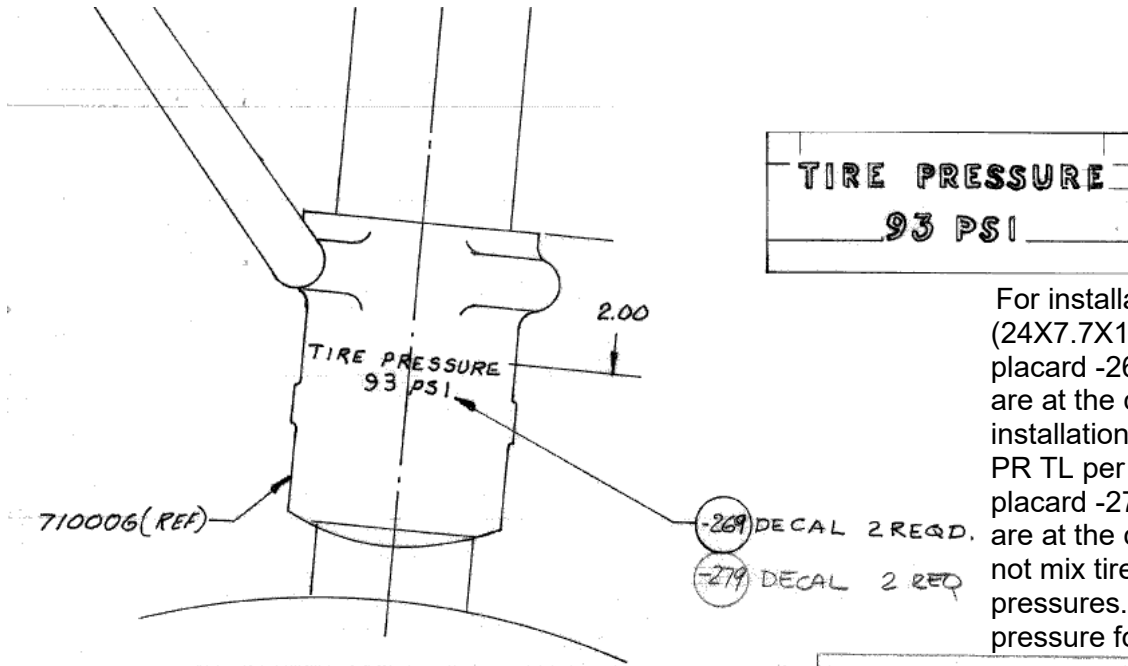 TIRE PRESSURE
93 PSI
2.00
TIRE PRESSURE
93 PSI
710006(REF)
-269 DECAL 2 REQD.
-279 DECAL 2 REQ
For installa
(24X7.7X1
placard -26
are at the
installation
PR TL per
placard -27
are at the
not mix tire
pressures.
pressure fo